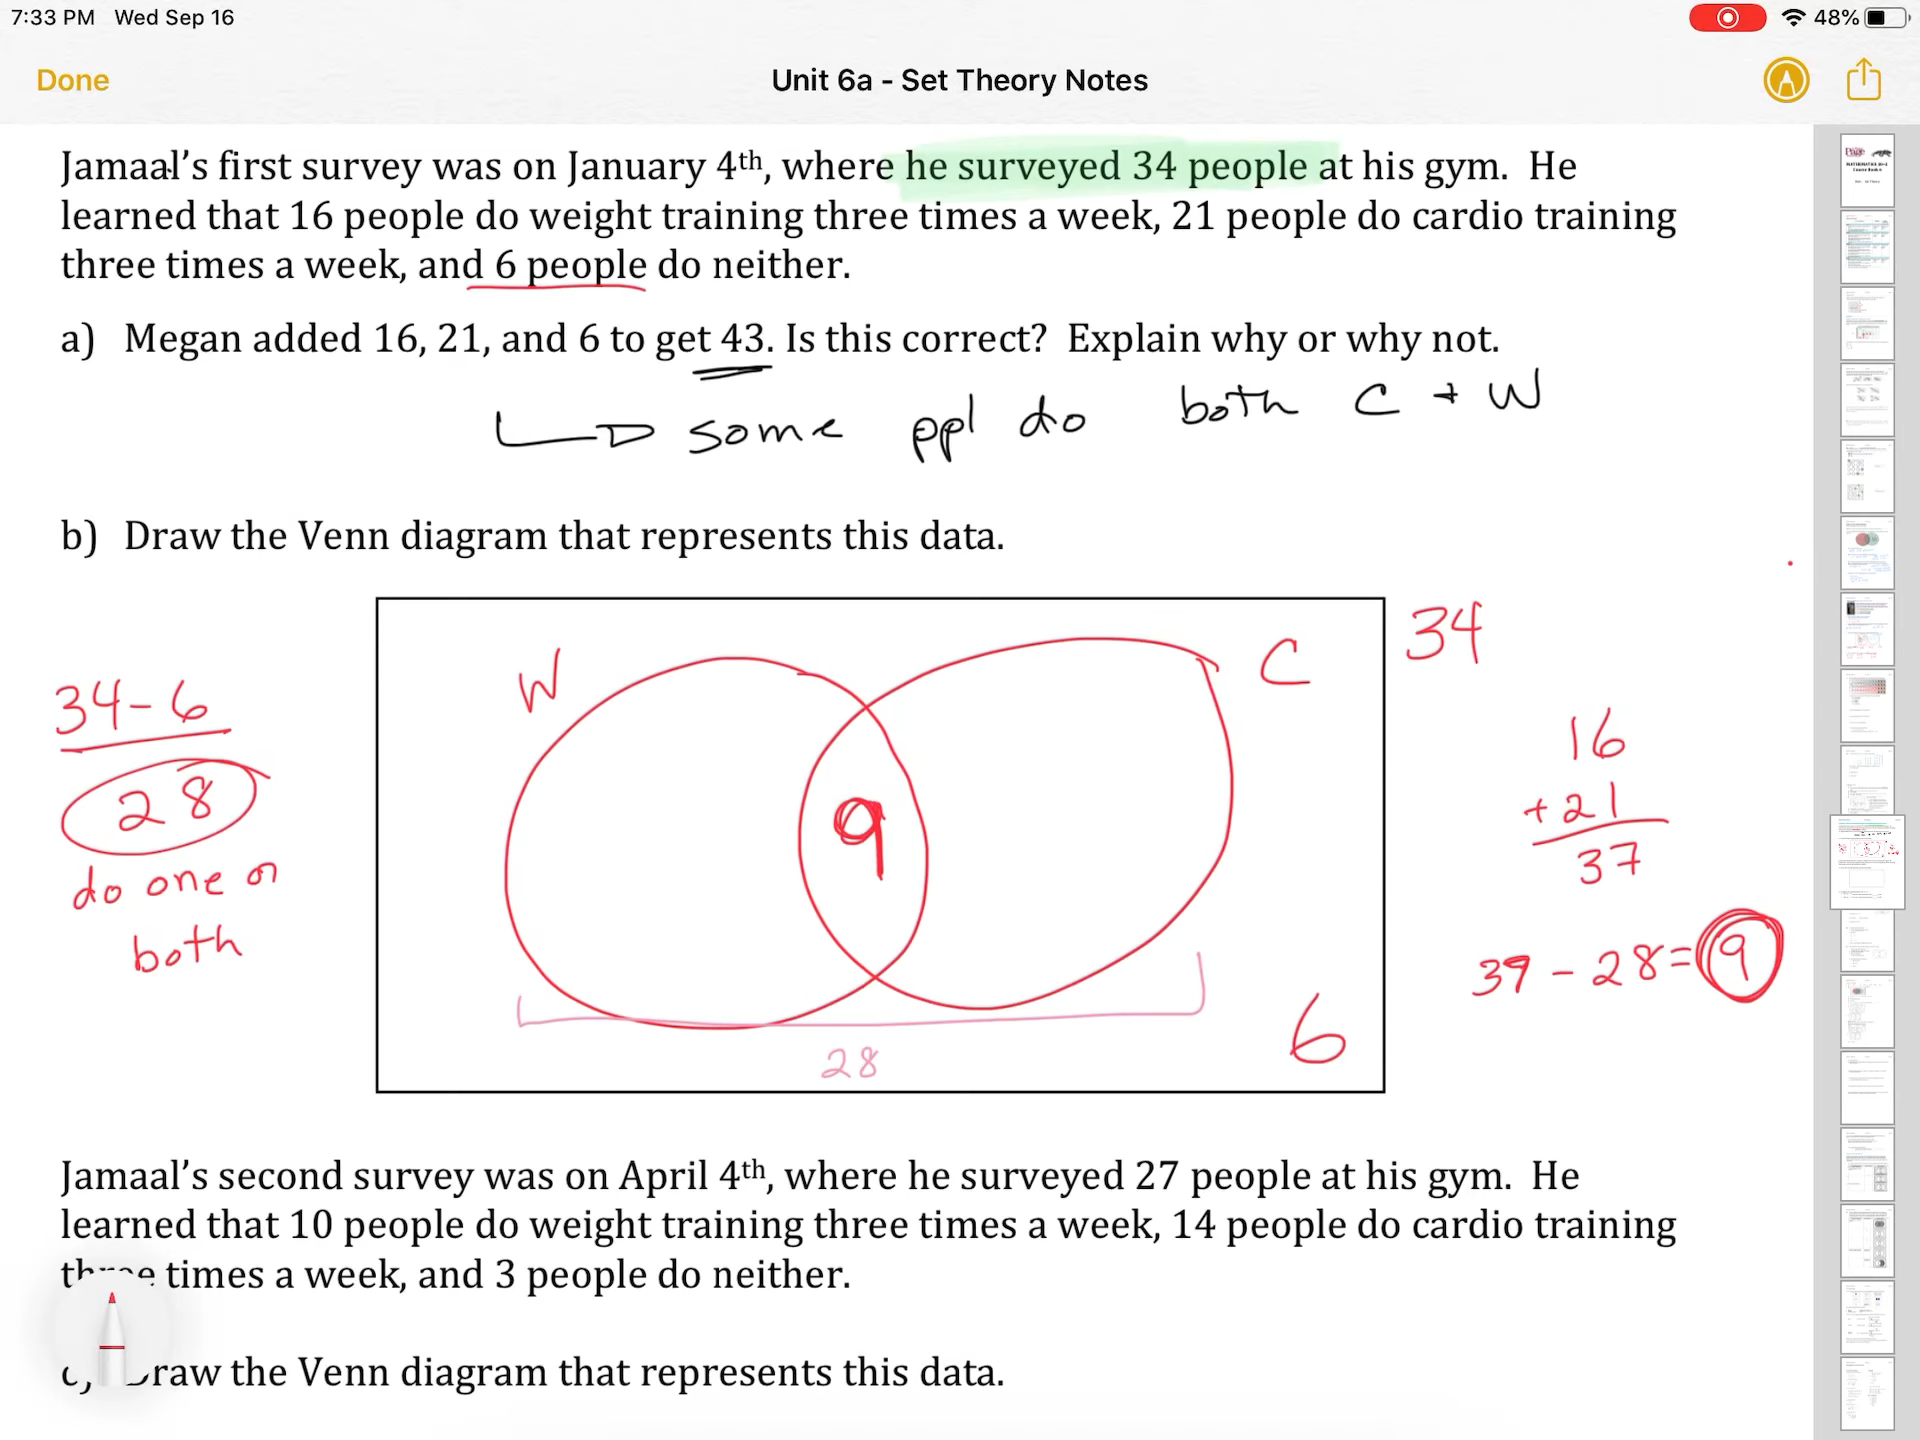 7:33 PM Wed Sep 16
48%
Done
Unit 6a - Set Theory Notes
Jamaal’s first survey was on January 4th, where he surveyed 34 people at his gym. He
learned that 16 people do weight training three times a week, 21 people do cardio training
three times a week, and 6 people do neither.
a) Megan added 16, 21, and 6 to get 43. Is this correct? Explain why or why not.
some ppl do both C + W
b) Draw the Venn diagram that represents this data.
34
W
C
34-6
28
do one or
both
9
16
+21
37
39 - 28 = 9
6
28
Jamaal’s second survey was on April 4th, where he surveyed 27 people at his gym. He
learned that 10 people do weight training three times a week, 14 people do cardio training
three times a week, and 3 people do neither.
Draw the Venn diagram that represents this data.